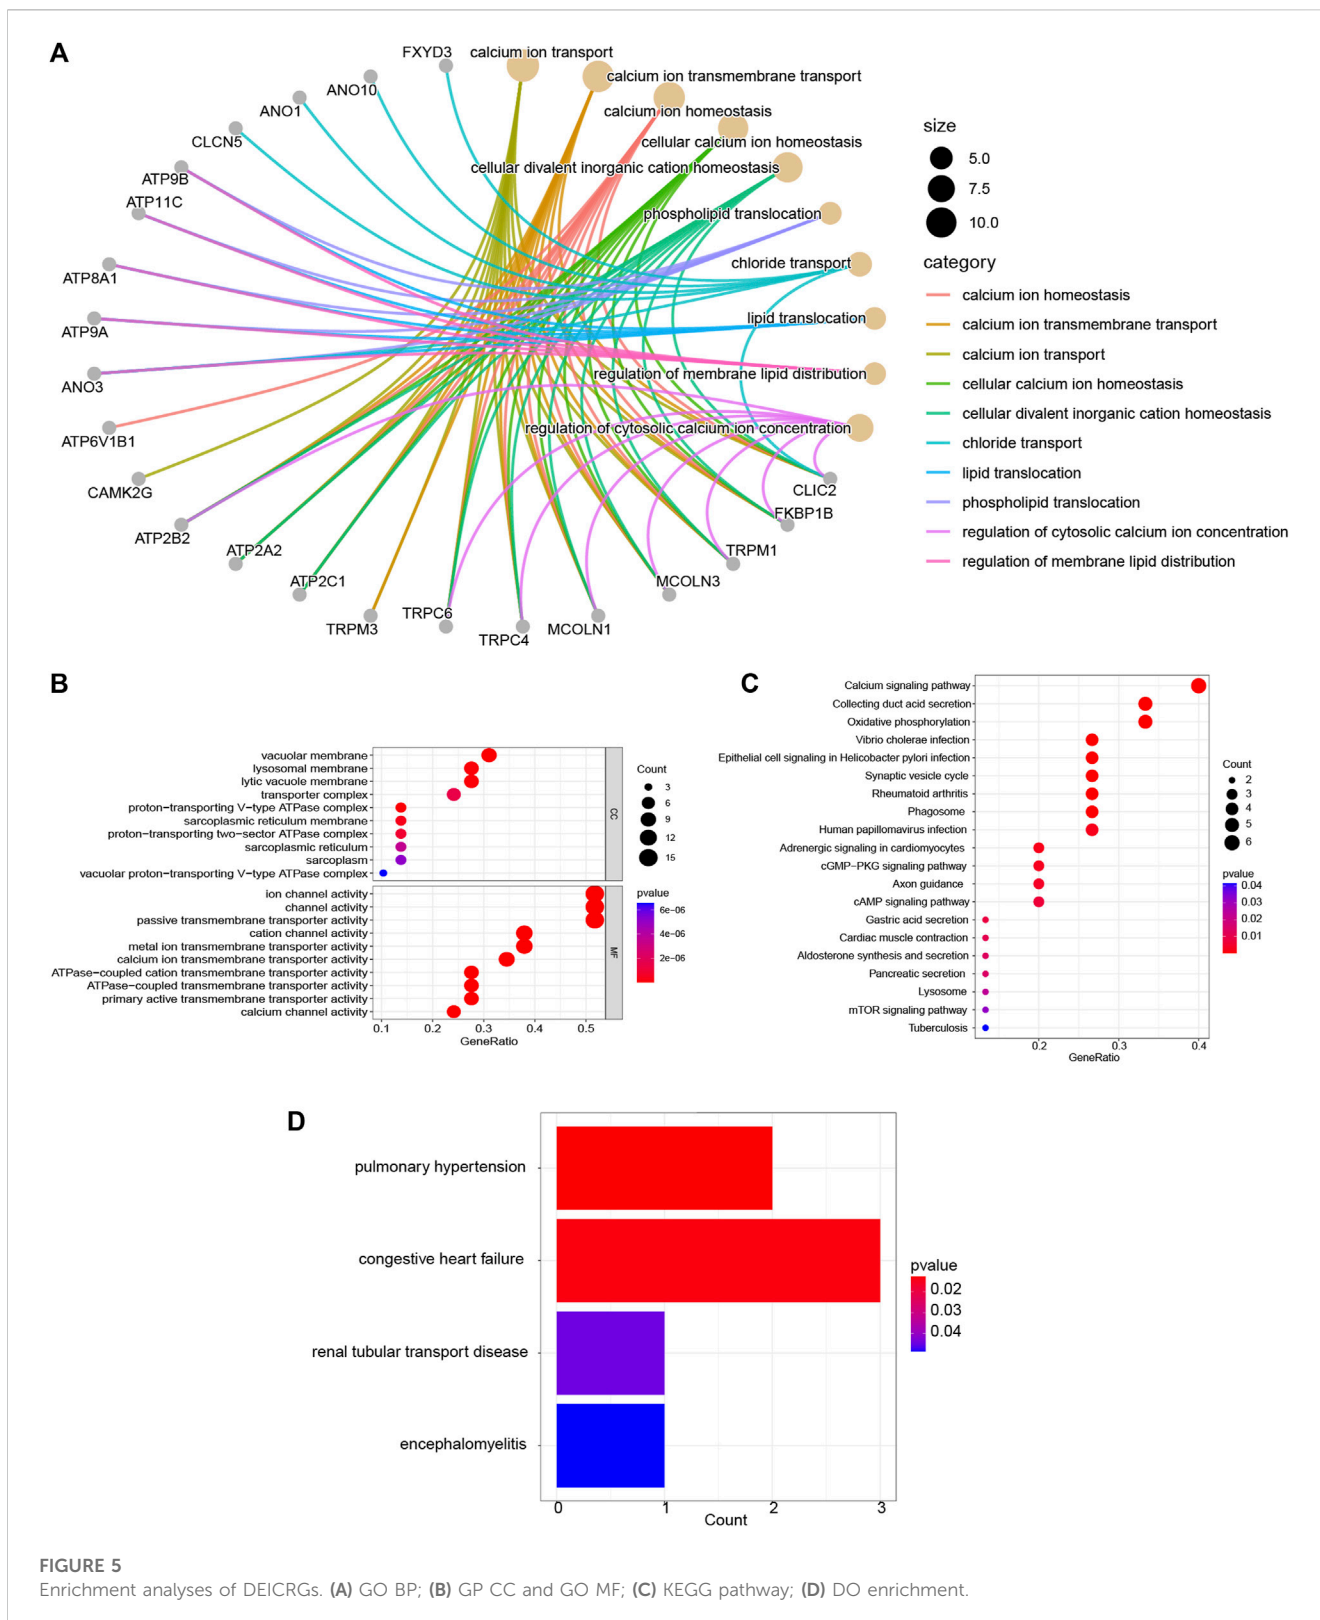 A
FXYD3
calcium ion transport
ANO10
calcium ion transmembrane transport
ANO1
calcium ion homeostasis
CLCN5
cellular calcium ion homeostasis
ATP9B
cellular divalent inorganic cation homeostasis
ATP11C
phospholipid translocation
ATP8A1
chloride transport
ATP9A
lipid translocation
ANO3
regulation of membrane lipid distribution
ATP6V1B1
regulation of cytosolic calcium ion concentration
CAMK2G
CLIC2
ATP2B2
FKBP1B
ATP2A2
TRPM1
ATP2C1
MCOLN3
TRPM3
TRPC6
TRPC4
MCOLN1
size
5.0
7.5
10.0
category
calcium ion homeostasis
calcium ion transmembrane transport
calcium ion transport
cellular calcium ion homeostasis
cellular divalent inorganic cation homeostasis
chloride transport
lipid translocation
phospholipid translocation
regulation of cytosolic calcium ion concentration
regulation of membrane lipid distribution
B
vacuolar membrane
lysosomal membrane
lytic vacuole membrane
transporter complex
proton−transporting V−type ATPase complex
sarcoplasmic reticulum membrane
proton−transporting two−sector ATPase complex
sarcoplasmic reticulum
sarcoplasm
vacuolar proton−transporting V−type ATPase complex
CC
ion channel activity
channel activity
passive transmembrane transporter activity
cation channel activity
metal ion transmembrane transporter activity
calcium ion transmembrane transporter activity
ATPase−coupled cation transmembrane transporter activity
ATPase−coupled transmembrane transporter activity
primary active transmembrane transporter activity
calcium channel activity
MF
0.1 0.2 0.3 0.4 0.5
GeneRatio
Count
3
6
9
12
15
pvalue
6e−06
4e−06
2e−06
C
Calcium signaling pathway
Collecting duct acid secretion
Oxidative phosphorylation
Vibrio cholerae infection
Epithelial cell signaling in Helicobacter pylori infection
Synaptic vesicle cycle
Rheumatoid arthritis
Phagosome
Human papillomavirus infection
Adrenergic signaling in cardiomyocytes
cGMP−PKG signaling pathway
Axon guidance
cAMP signaling pathway
Gastric acid secretion
Cardiac muscle contraction
Aldosterone synthesis and secretion
Pancreatic secretion
Lysosome
mTOR signaling pathway
Tuberculosis
0.2 0.3 0.4
GeneRatio
Count
2
3
4
5
6
pvalue
0.04
0.03
0.02
0.01
D
pulmonary hypertension
congestive heart failure
renal tubular transport disease
encephalomyelitis
0 1 2 3
Count
pvalue
0.02
0.03
0.04
FIGURE 5
Enrichment analyses of DEICRGs. (A) GO BP; (B) GP CC and GO MF; (C) KEGG pathway; (D) DO enrichment.